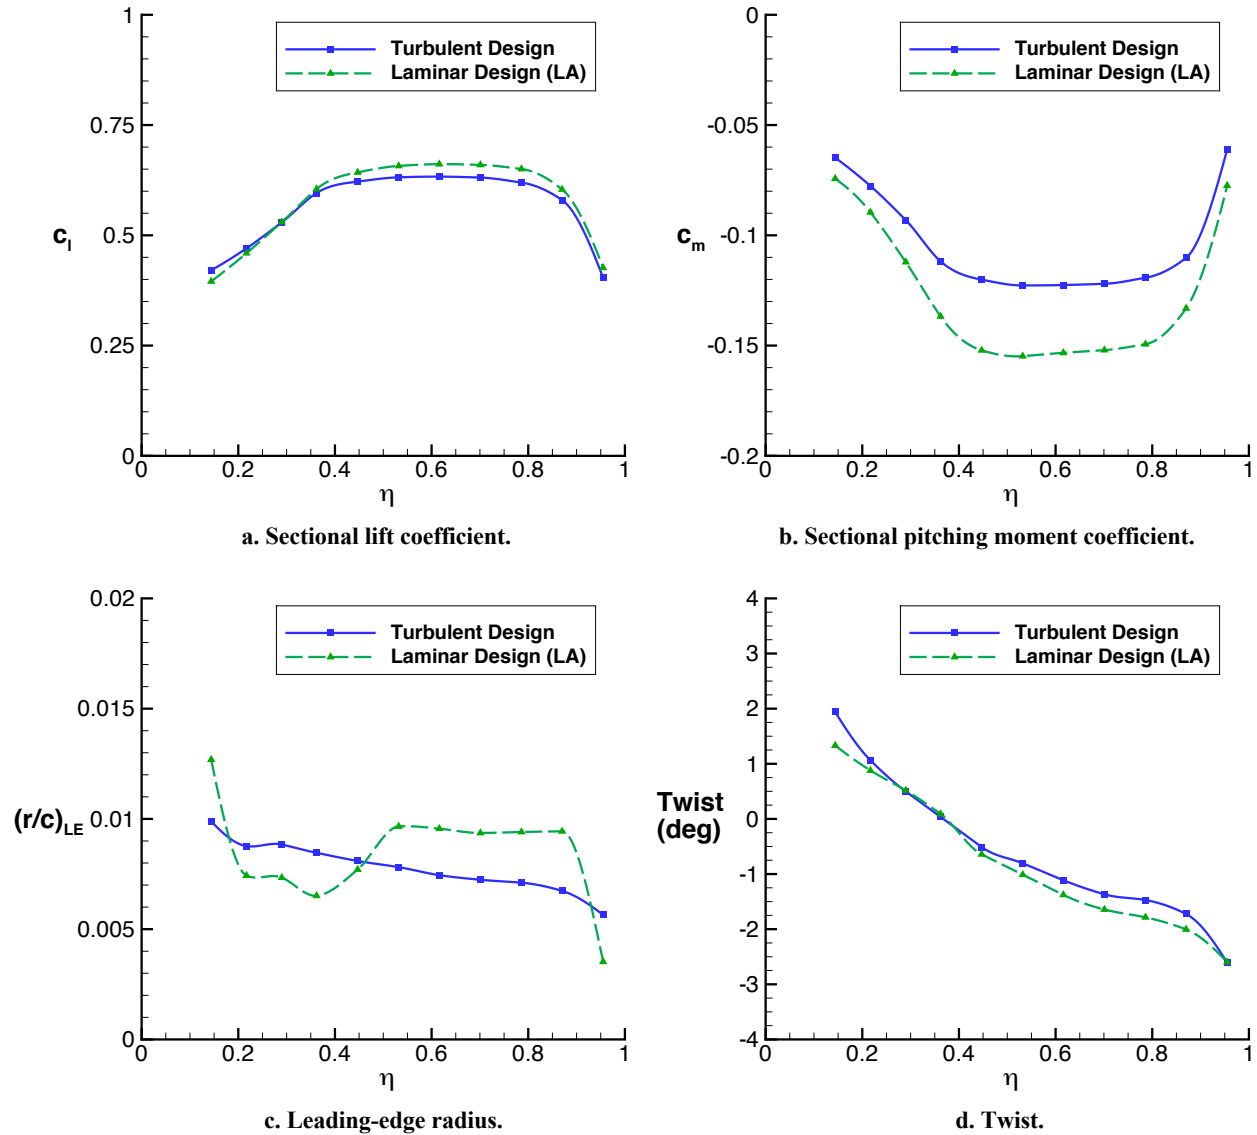 1
0.75
0.5
0.25
0
c_l
0
0.2
0.4
0.6
0.8
1
η
Turbulent Design
Laminar Design (LA)
a. Sectional lift coefficient.
0
-0.05
-0.1
-0.15
-0.2
c_m
0
0.2
0.4
0.6
0.8
1
η
Turbulent Design
Laminar Design (LA)
b. Sectional pitching moment coefficient.
0.02
0.015
0.01
0.005
0
(r/c)_LE
0
0.2
0.4
0.6
0.8
1
η
Turbulent Design
Laminar Design (LA)
c. Leading-edge radius.
4
3
2
1
0
-1
-2
-3
-4
Twist
(deg)
0
0.2
0.4
0.6
0.8
1
η
Turbulent Design
Laminar Design (LA)
d. Twist.